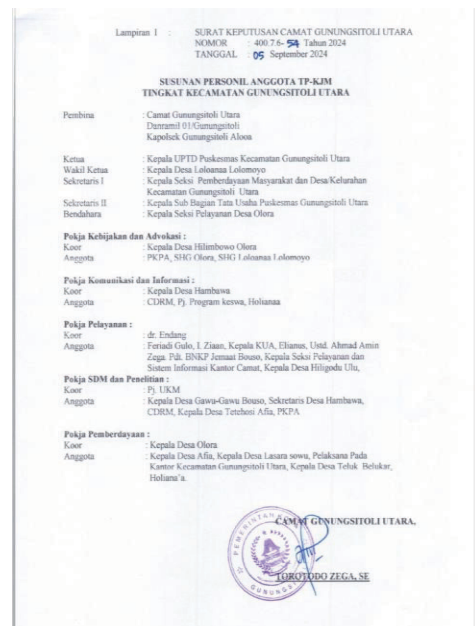 Lampiran 1 : SURAT KEPUTUSAN CAMAT GUNUNGSITOLI UTARA
NOMOR : 400.7.6- 54 Tahun 2024
TANGGAL : 05 September 2024
SUSUNAN PERSONIL ANGGOTA TP-KJM
TINGKAT KECAMATAN GUNUNGSITOLI UTARA
Pembina : Camat Gunungsitoli Utara
Danramil 01/Gunungsitoli
Kapolsek Gunungsitoli Alooa
Ketua : Kepala UPTD Puskesmas Kecamatan Gunungsitoli Utara
Wakil Ketua : Kepala Desa Loloanaa Lolomoyo
Sekretaris I : Kepala Seksi Pemberdayaan Masyarakat dan Desa/Kelurahan
Kecamatan Gunungsitoli Utara
Sekretaris II : Kepala Sub Bagian Tata Usaha Puskesmas Gunungsitoli Utara
Bendahara : Kepala Seksi Pelayanan Desa Olora
Pokja Kebijakan dan Advokasi :
Koor : Kepala Desa Hilimbowo Olora
Anggota : PKPA, SHG Olora, SHG Loloanaa Lolomoyo
Pokja Komunikasi dan Informasi :
Koor : Kepala Desa Hambawa
Anggota : CDRM, Pj. Program keswa, Holianaa
Pokja Pelayanan :
Koor : dr. Endang
Anggota : Feriadi Gulo, I. Ziaan, Kepala KUA, Elianus, Ustd. Ahmad Amin
Zega. Pdt. BNKP Jemaat Bouso, Kepala Seksi Pelayanan dan
Sistem Informasi Kantor Camat, Kepala Desa Hiligodu Ulu,
Pokja SDM dan Penelitian :
Koor : Pj. UKM
Anggota : Kepala Desa Gawu-Gawu Bouso, Sekretaris Desa Hambawa,
CDRM, Kepala Desa Tetehosi Afia, PKPA
Pokja Pemberdayaan :
Koor : Kepala Desa Olora
Anggota : Kepala Desa Afia, Kepala Desa Lasara sowu, Pelaksana Pada
Kantor Kecamatan Gunungsitoli Utara, Kepala Desa Teluk Belukar,
Holiana'a.
CAMAT GUNUNGSITOLI UTARA,
TOROTODO ZEGA, SE